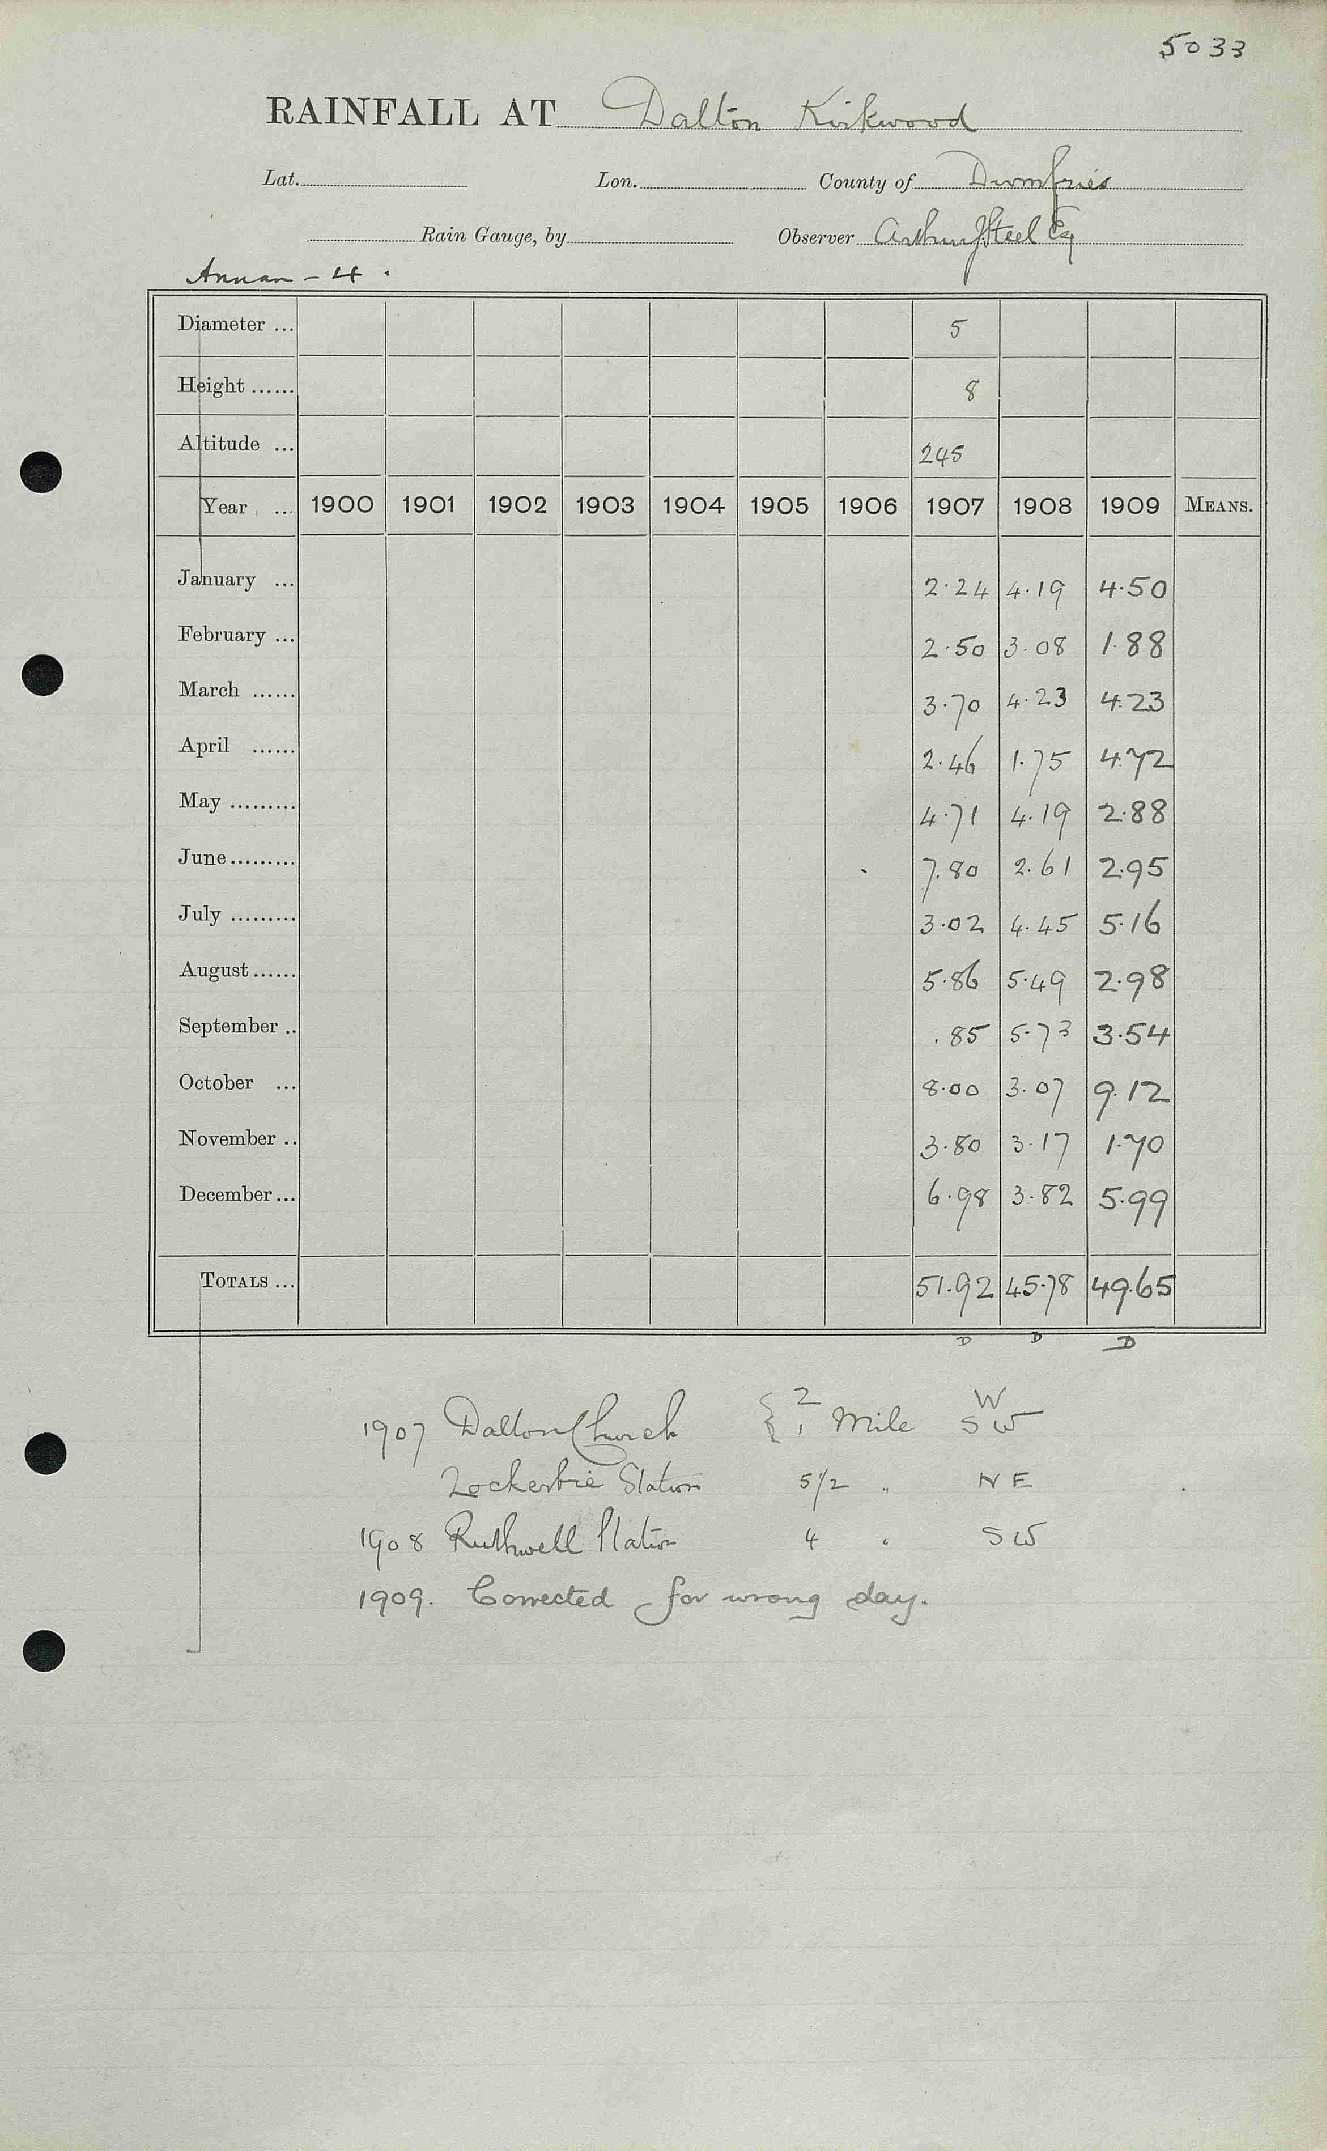 5033
RAINFALL AT Dalton Kirkwood
Lat. Lon. County of Dumfries
Rain Gauge, by Observer Arthur J. Steel Esq
Annan - 4.
Diameter ... 5
Height ...... 8
Altitude ... 245
Year ... 1900 1901 1902 1903 1904 1905 1906 1907 1908 1909 MEANS.
January ... 2.24 4.19 4.50
February ... 2.50 3.08 1.88
March ...... 3.70 4.23 4.23
April ...... 2.46 1.75 4.72
May ......... 4.71 4.19 2.88
June ......... 7.80 2.61 2.95
July ......... 3.02 4.45 5.16
August ...... 5.86 5.49 2.98
September .. .85 5.73 3.54
October ... 8.00 3.07 9.12
November .. 3.80 3.17 1.70
December ... 6.98 3.82 5.99
TOTALS ... 51.92 45.78 49.65
D D D
1907 Dalton Church { 2 1 Mile W SW
Lockerbie Station 5 1/2 " NE
1908 Ruthwell Station 4 " SW
1909. Corrected for wrong day.